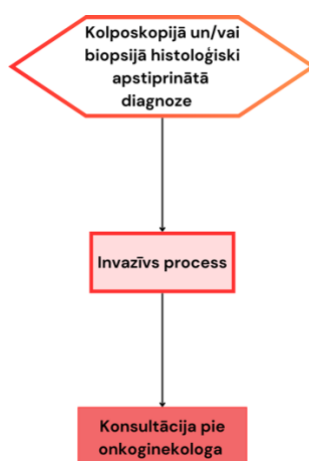 Kolposkopijā un/vai
biopsijā histoloģiski
apstiprinātā
diagnoze
Invazīvs process
Konsultācija pie
onkoginekologa